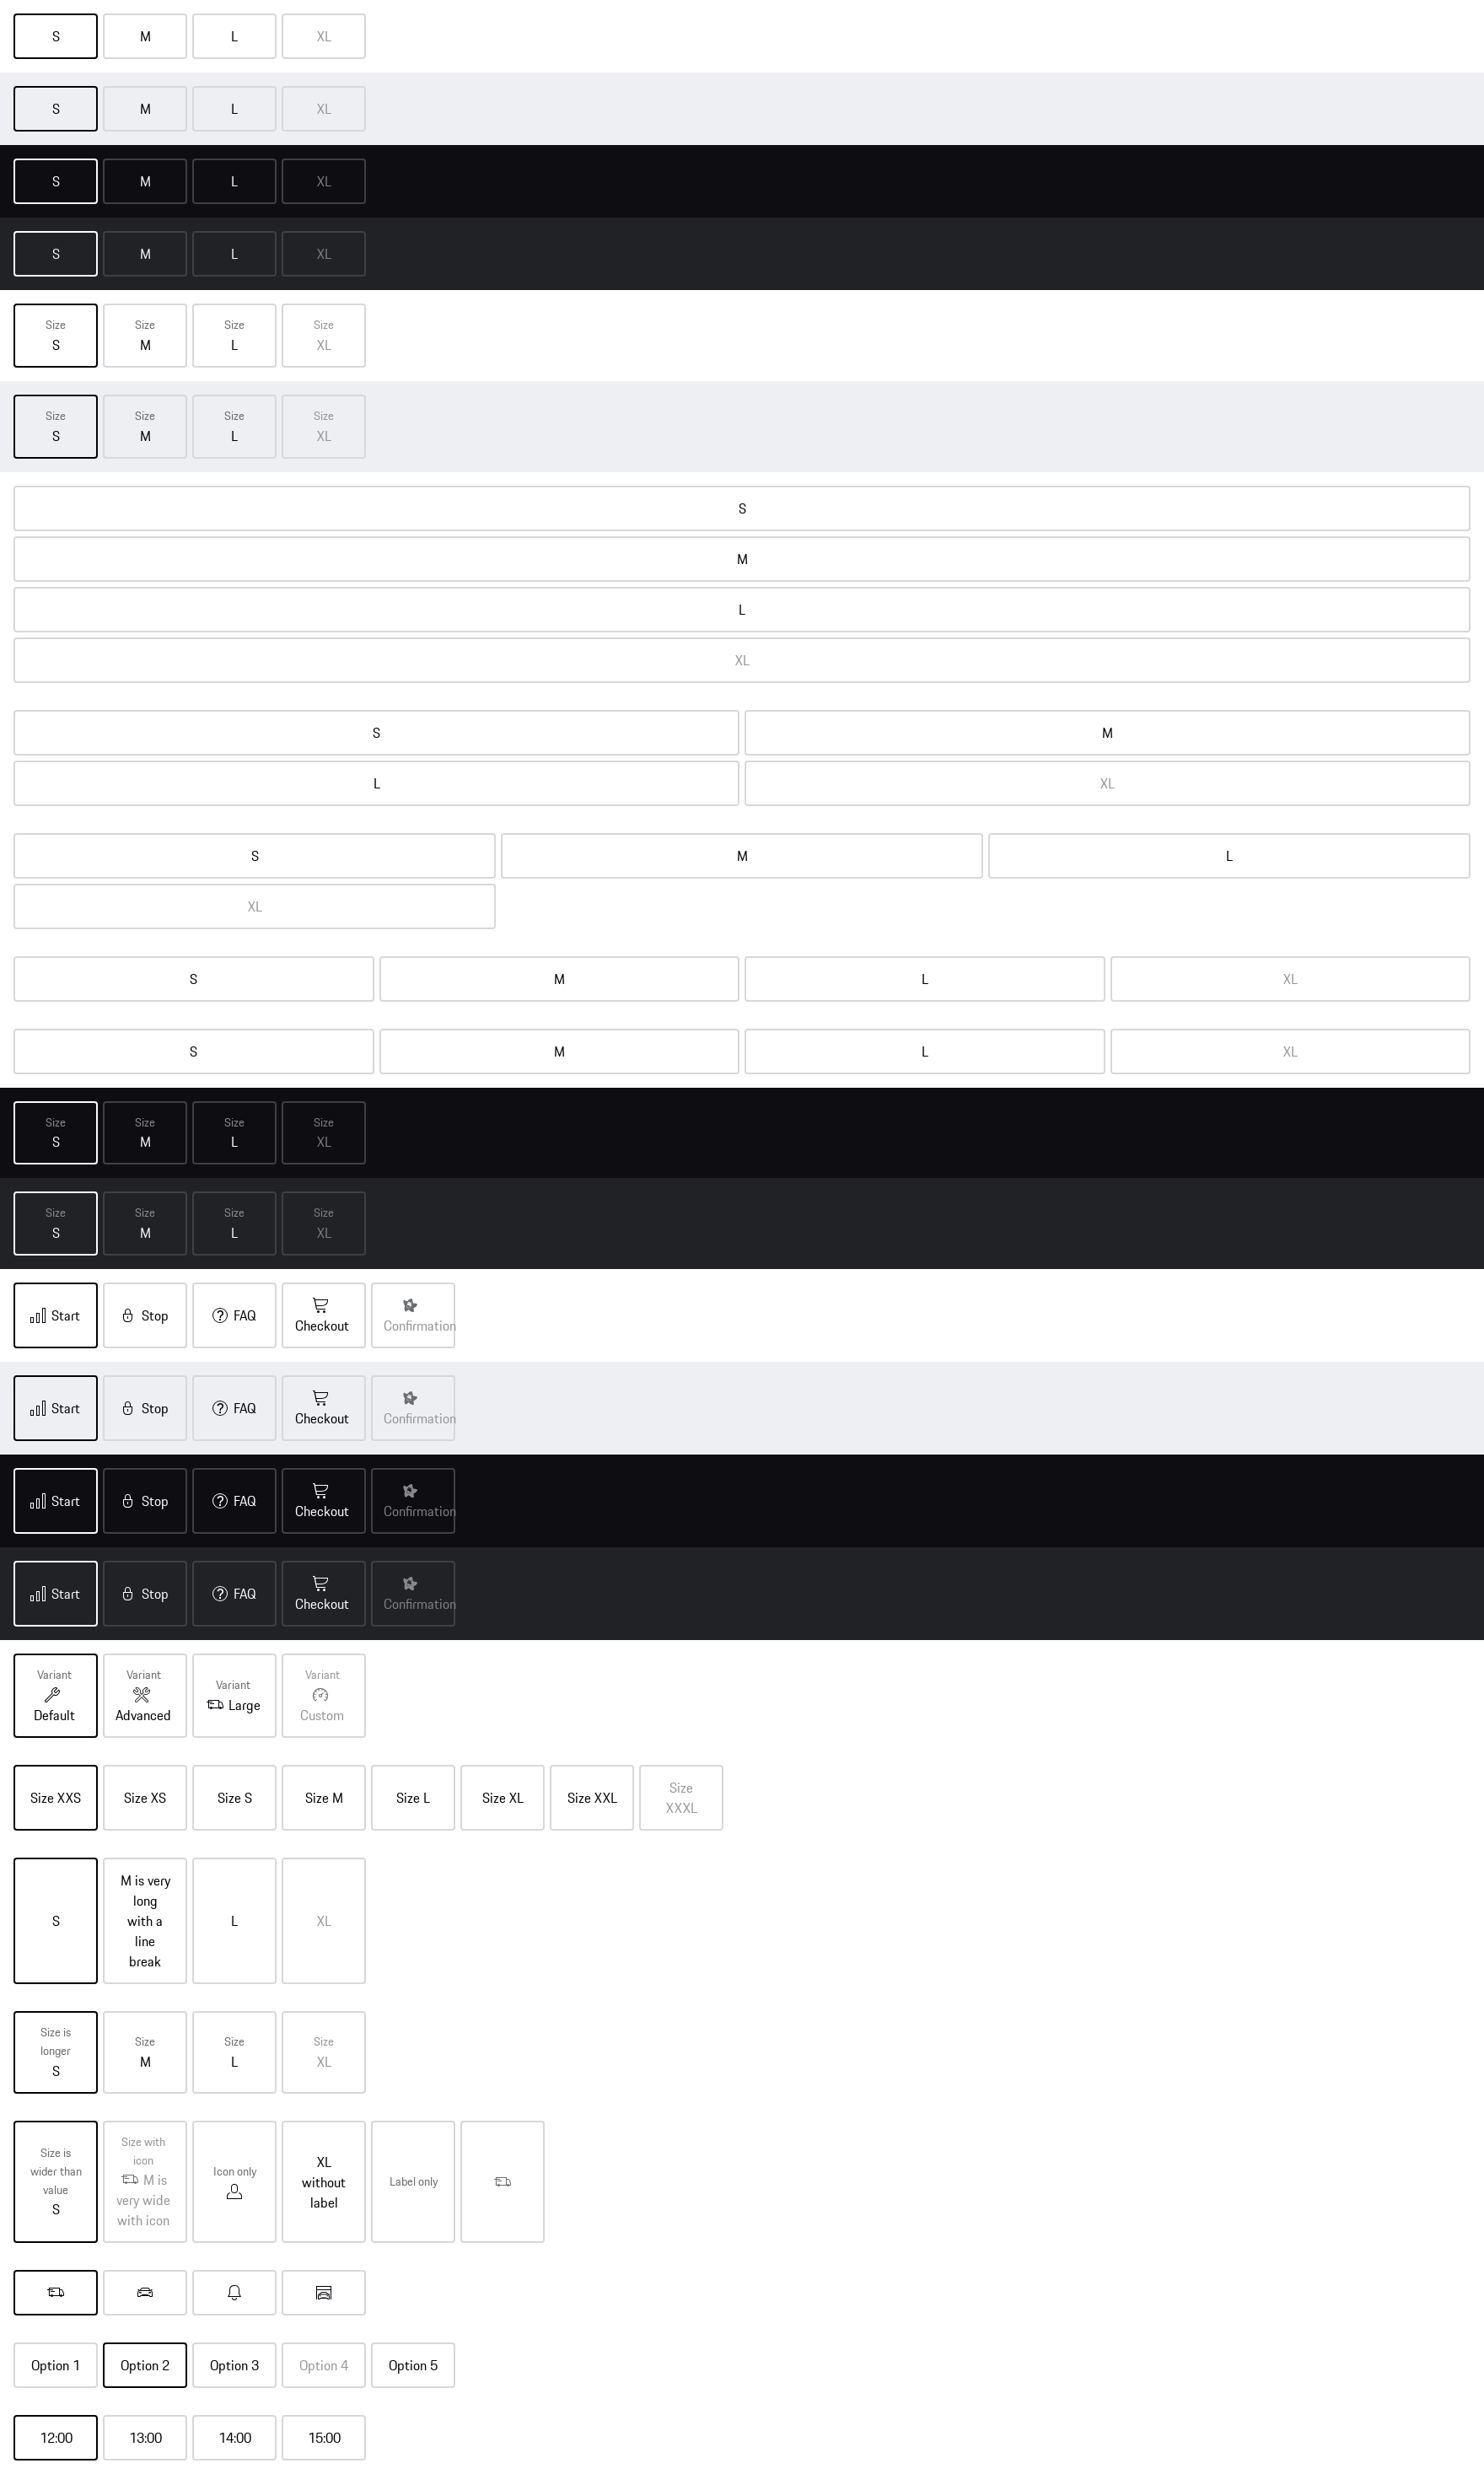 S M L XL
S M L XL
S M L XL
S M L XL
Size Size Size Size
S M L XL
Size Size Size Size
S M L XL
S
M
L
XL
S M
L XL
S M L
XL
S M L XL
S M L XL
Size Size Size Size
S M L XL
Size Size Size Size
S M L XL
Start Stop FAQ Checkout Confirmation
Start Stop FAQ Checkout Confirmation
Start Stop FAQ Checkout Confirmation
Start Stop FAQ Checkout Confirmation
Variant
Default
Variant
Advanced
Variant
Large
Variant
Custom
Size XXS Size XS Size S Size M Size L Size XL Size XXL
Size
XXXL
S
M is very
long
with a
line
break
L
XL
Size is
longer
S
Size
M
Size
L
Size
XL
Size is
wider than
value
S
Size with
icon
M is
very wide
with icon
Icon only
XL
without
label
Label only
Option 1 Option 2 Option 3 Option 4 Option 5
12:00 13:00 14:00 15:00